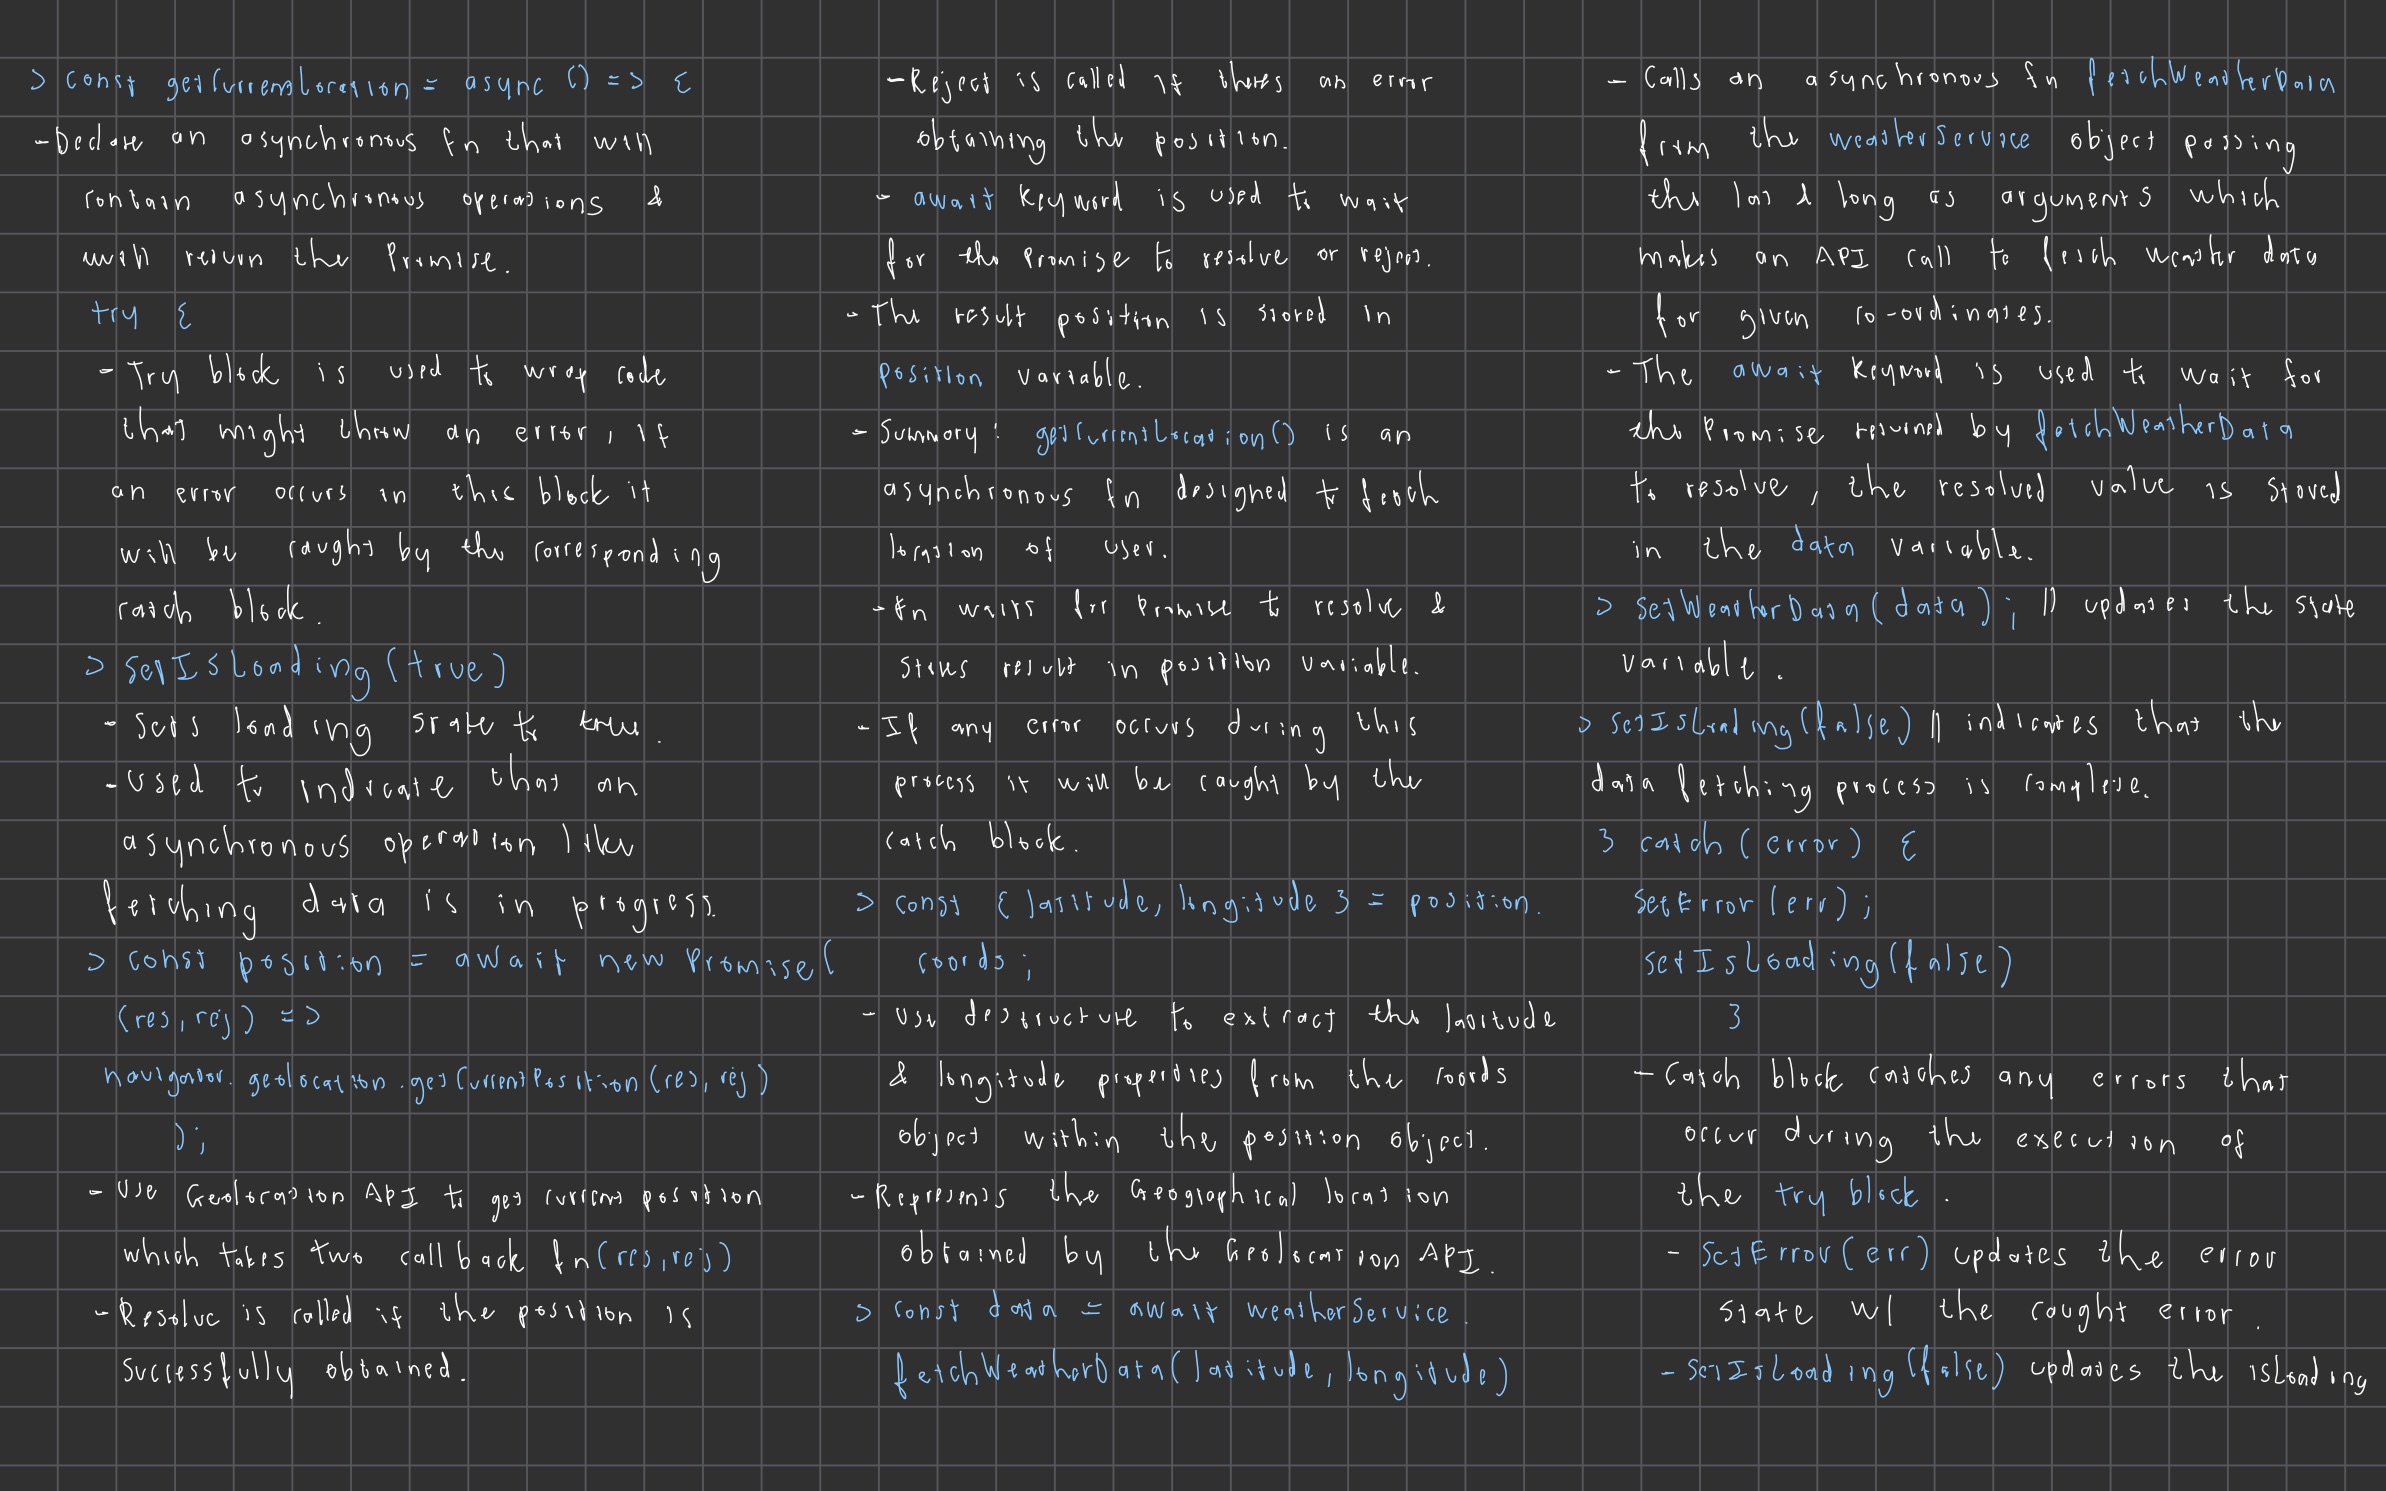 > const getCurrentLocation = async () => {
- Declare an asynchronous fn that will
contain asynchronous operations &
will return the Promise.
try {
- Try block is used to wrap code
that might throw an error, if
an error occurs in this block it
will be caught by the corresponding
catch block.
> setIsLoading(true)
- Sets loading state to true.
- Used to indicate that an
asynchronous operation like
fetching data is in progress.
> const position = await new Promise(
(res, rej) =>
navigator.geolocation.getCurrentPosition(res, rej)
);
- Use Geolocation API to get current position
which takes two callback fn(res, rej)
- Resolve is called if the position is
successfully obtained.
- Reject is called if theres an error
obtaining the position.
- await keyword is used to wait
for the Promise to resolve or reject.
- The result position is stored in
position variable.
- Summary: getCurrentLocation() is an
asynchronous fn designed to fetch
location of user.
- Fn waits for Promise to resolve &
stores result in position variable.
- If any error occurs during this
process it will be caught by the
catch block.
> const { latitude, longitude } = position.
coords;
- Use destructure to extract the latitude
& longitude properties from the coords
object within the position object.
- Represents the Geographical location
obtained by the Geolocation API.
> const data = await weatherService.
fetchWeatherData(latitude, longitude)
- Calls an asynchronous fn fetchWeatherData
from the weatherService object passing
the lat & long as arguments which
makes an API call to fetch weather data
for given co-ordinates.
- The await keyword is used to wait for
the Promise returned by fetchWeatherData
to resolve, the resolved value is stored
in the data variable.
> setWeatherData(data); // updates the state
variable.
> setIsLoading(false) // indicates that the
data fetching process is complete.
} catch (error) {
setError(err);
setIsLoading(false)
}
- Catch block catches any errors that
occur during the execution of
the try block.
- setError(err) updates the error
state w/ the caught error.
- setIsLoading(false) updates the isLoading